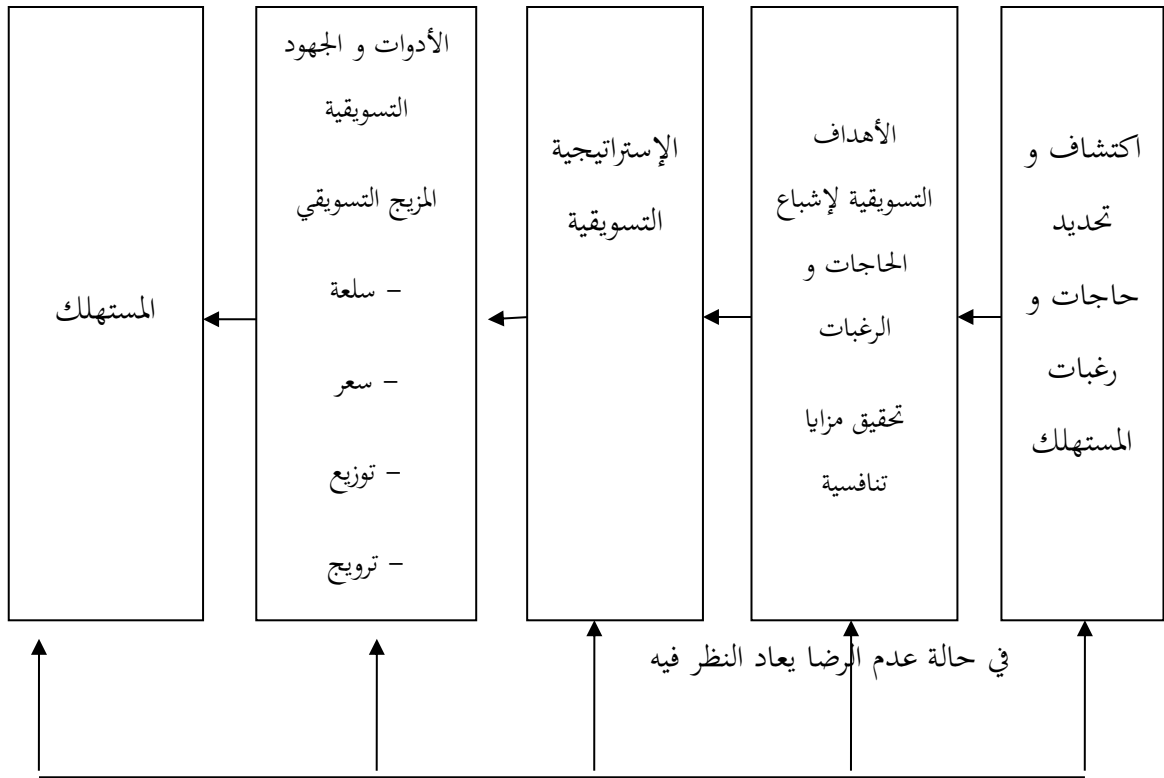 اكتشاف و
تحديد
حاجات و
رغبات
المستهلك
الأهداف
التسويقية لإشباع
الحاجات و
الرغبات
تحقيق مزايا
تنافسية
الإستراتيجية
التسويقية
الأدوات و الجهود
التسويقية
المزيج التسويقي
– سلعة
– سعر
– توزيع
– ترويج
المستهلك
في حالة عدم الرضا يعاد النظر فيه